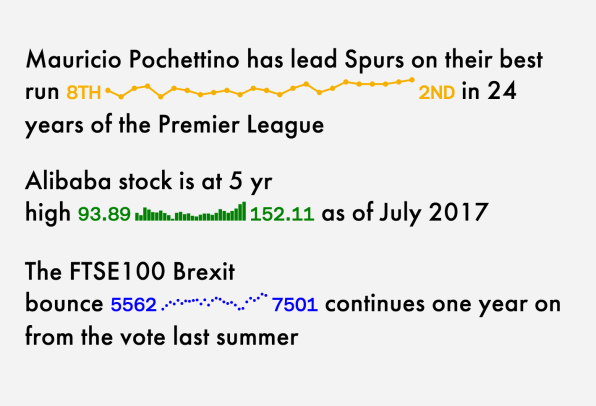 Mauricio Pochettino has lead Spurs on their best
run 8TH 2ND in 24
years of the Premier League
Alibaba stock is at 5 yr
high 93.89 152.11 as of July 2017
The FTSE100 Brexit
bounce 5562 7501 continues one year on
from the vote last summer